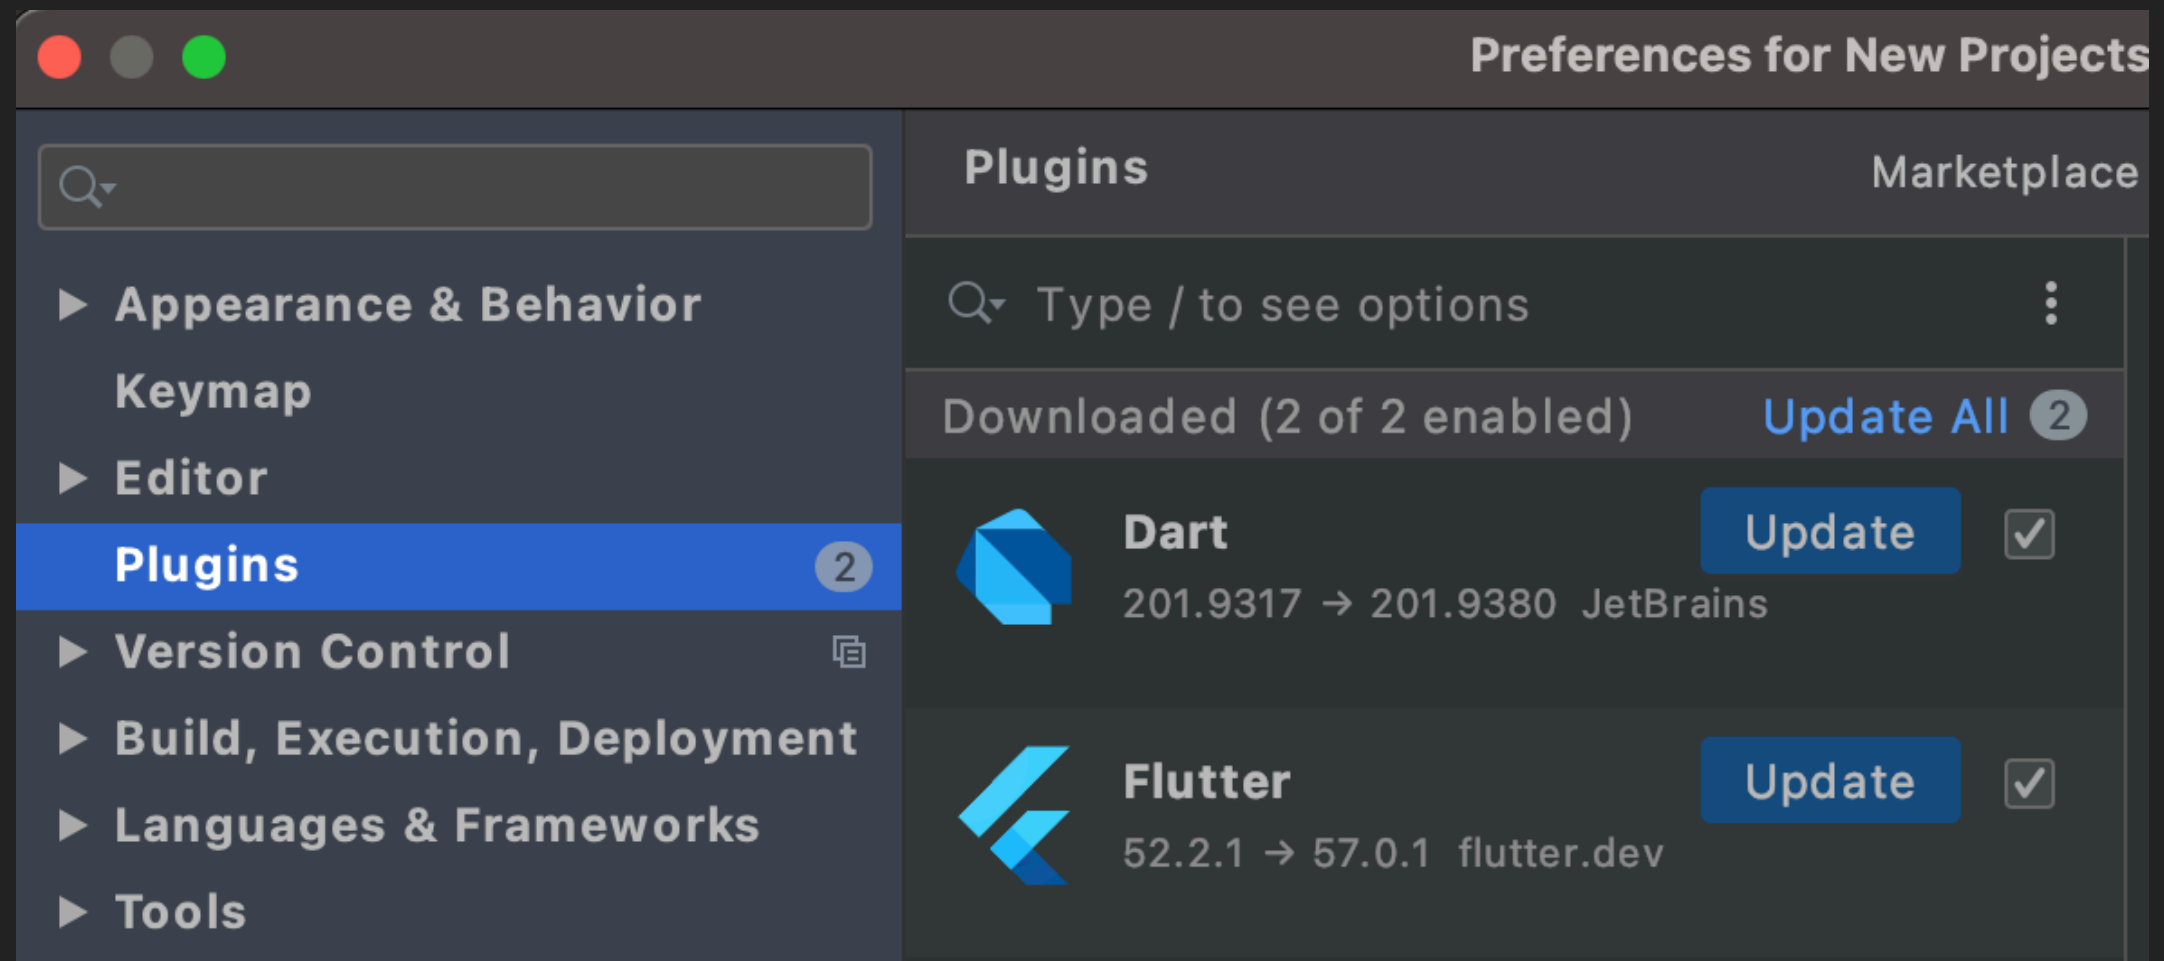 Preferences for New Projects
Plugins
Marketplace
Appearance & Behavior
Keymap
Editor
Plugins 2
Version Control
Build, Execution, Deployment
Languages & Frameworks
Tools
Type / to see options
Downloaded (2 of 2 enabled) Update All 2
Dart Update
201.9317 → 201.9380 JetBrains
Flutter Update
52.2.1 → 57.0.1 flutter.dev